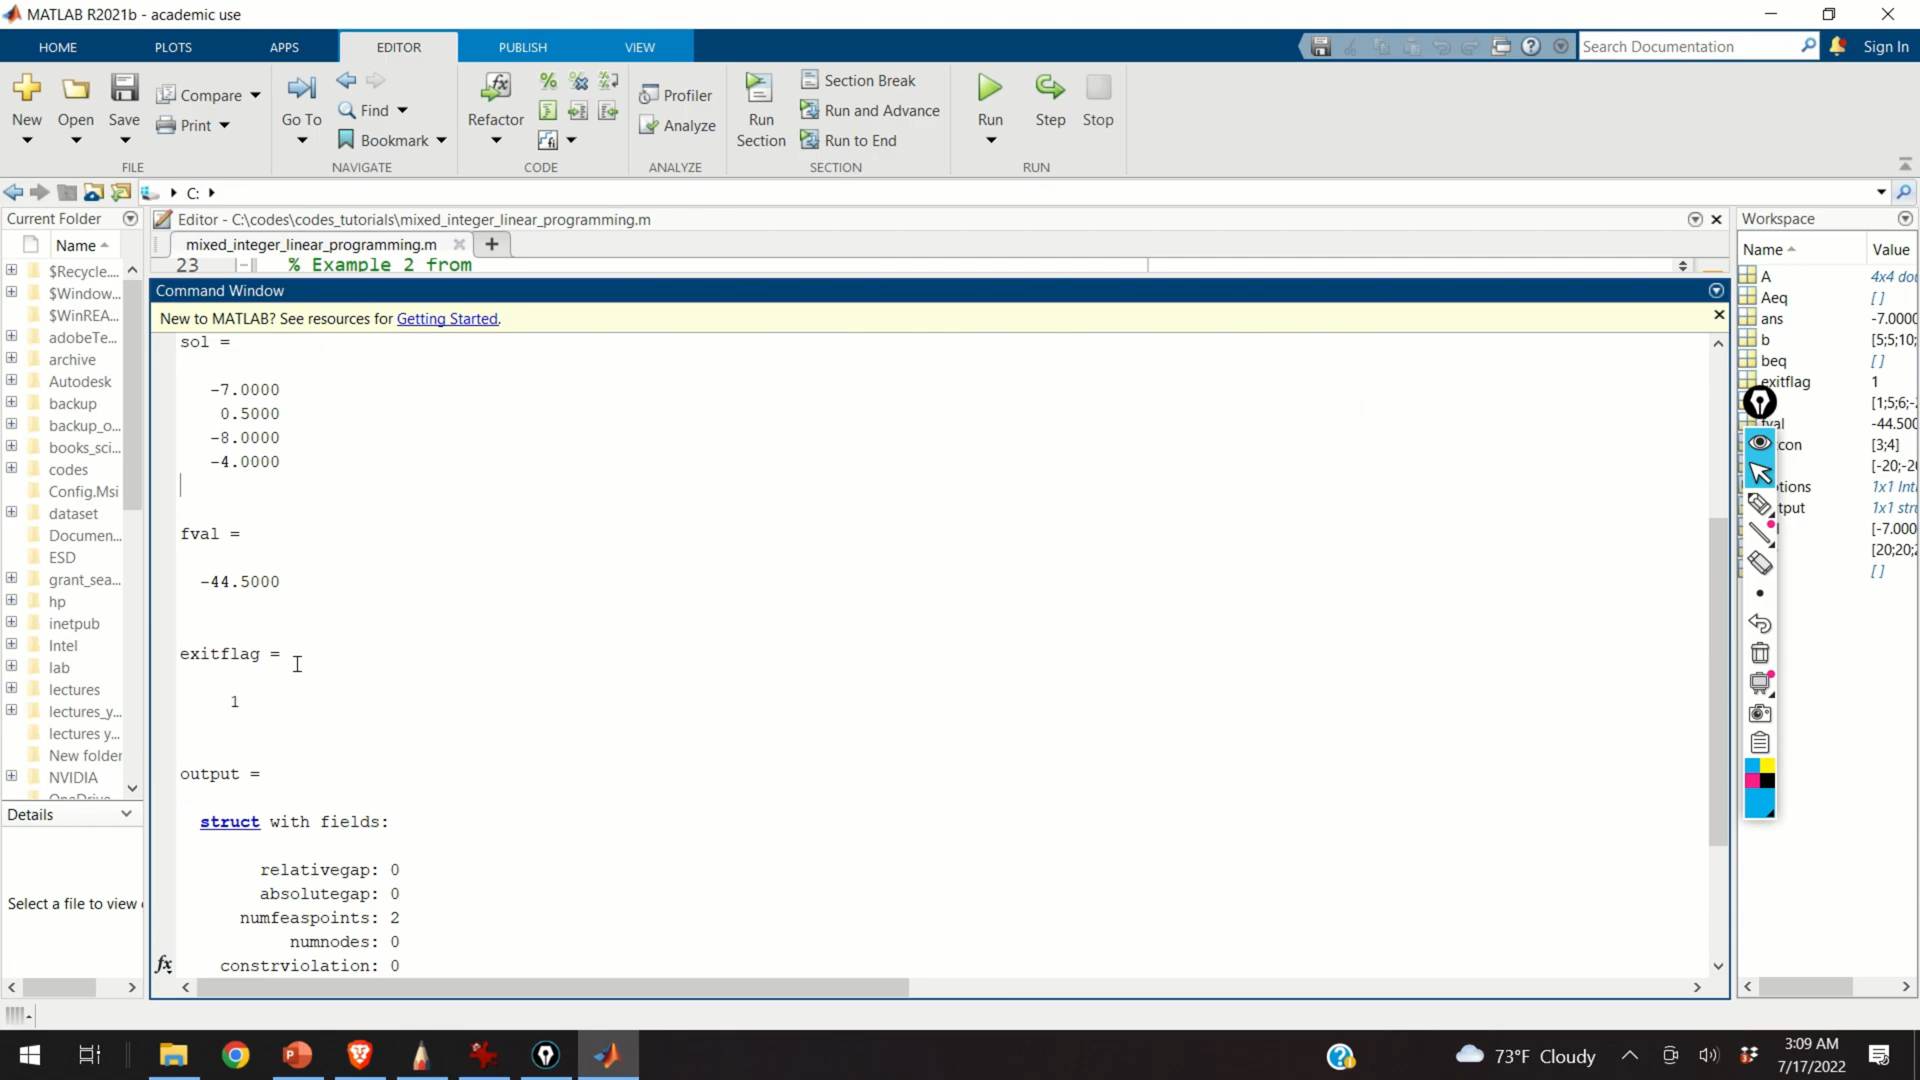 MATLAB R2021b - academic use
HOME PLOTS APPS EDITOR PUBLISH VIEW
Search Documentation
Sign In
New Open Save
Compare
Print
FILE
Go To
Find
Bookmark
NAVIGATE
Refactor
CODE
Profiler
Analyze
ANALYZE
Run Section
Section Break
Run and Advance
Run to End
SECTION
Run Step Stop
RUN
C:
Current Folder
Name
$Recycle....
$Window...
$WinREA...
adobeTe...
archive
Autodesk
backup
backup_o...
books_sci...
codes
Config.Msi
dataset
Documen...
ESD
grant_sea...
hp
inetpub
Intel
lab
lectures
lectures_y...
lectures y...
New folder
NVIDIA
OneDrive
Details
Select a file to view
Editor - C:\codes\codes_tutorials\mixed_integer_linear_programming.m
mixed_integer_linear_programming.m
23 % Example 2 from
Command Window
New to MATLAB? See resources for Getting Started.
sol =
-7.0000
0.5000
-8.0000
-4.0000
fval =
-44.5000
exitflag =
1
output =
struct with fields:
relativegap: 0
absolutegap: 0
numfeaspoints: 2
numnodes: 0
constrviolation: 0
fx
Workspace
Name Value
A 4x4 dou
Aeq []
ans -7.0000
b [5;5;10;
beq []
exitflag 1
[1;5;6;-
fval -44.500
con [3;4]
[-20;-20
tions 1x1 Int
tput 1x1 stru
[-7.000
[20;20;2
[]
73°F Cloudy
3:09 AM
7/17/2022